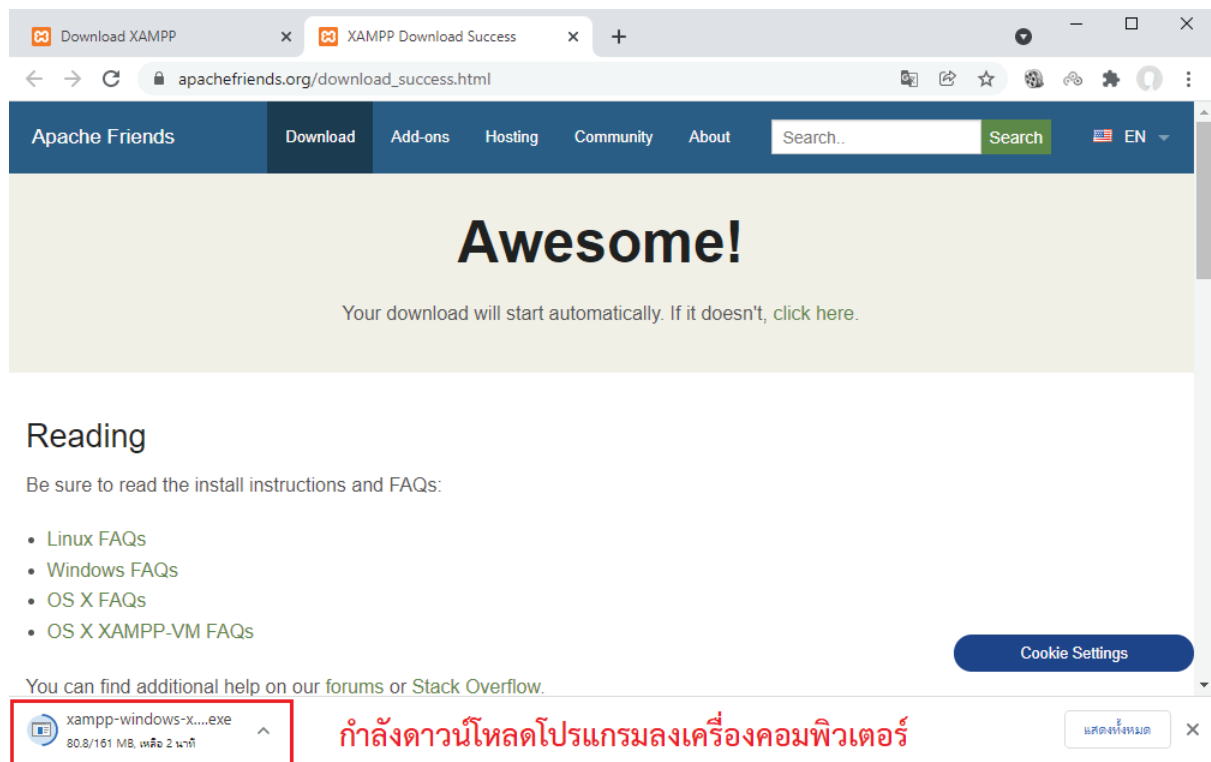 Download XAMPP
XAMPP Download Success
apachefriends.org/download_success.html
Apache Friends Download Add-ons Hosting Community About Search.. Search EN
Awesome!
Your download will start automatically. If it doesn't, click here.
Reading
Be sure to read the install instructions and FAQs:
Linux FAQs
Windows FAQs
OS X FAQs
OS X XAMPP-VM FAQs
Cookie Settings
You can find additional help on our forums or Stack Overflow.
xampp-windows-x....exe
80.8/161 MB, เหลือ 2 นาที
กำลังดาวน์โหลดโปรแกรมลงเครื่องคอมพิวเตอร์
แสดงทั้งหมด